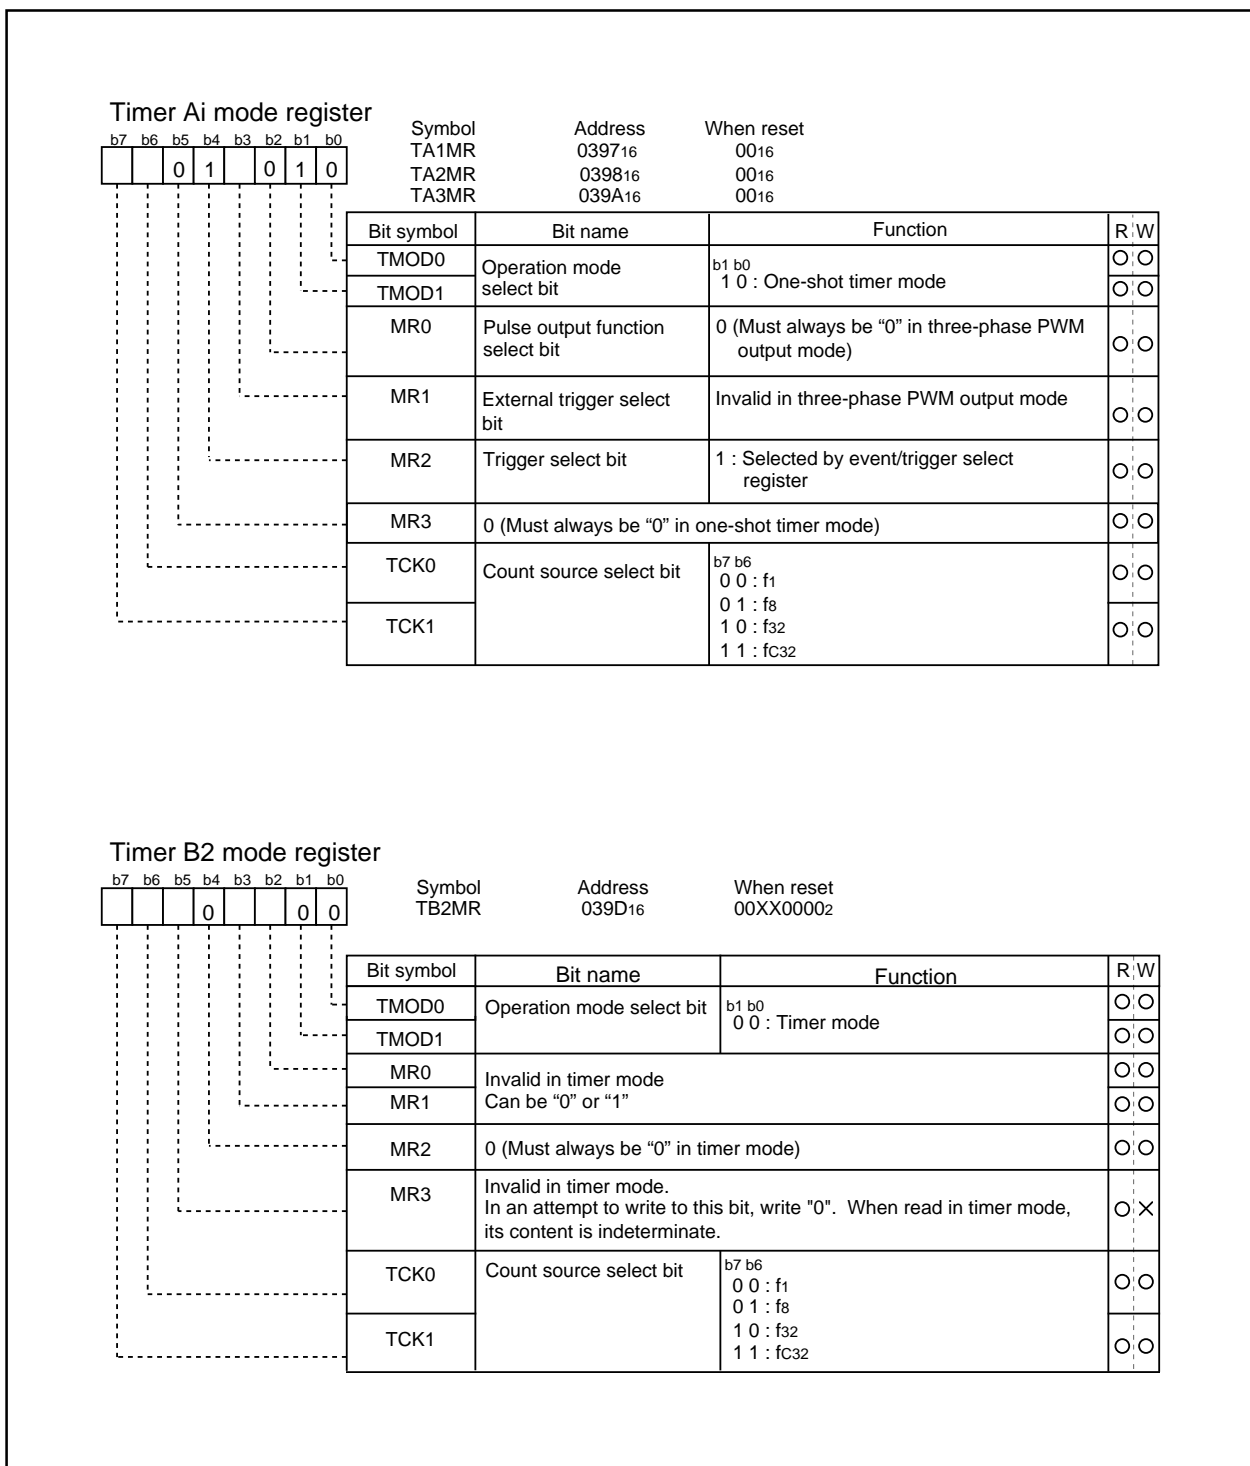 Timer Ai mode register
b7 b6 b5 b4 b3 b2 b1 b0
0 1 0 1 0
Symbol Address When reset
TA1MR 039716 0016
TA2MR 039816 0016
TA3MR 039A16 0016
Bit symbol Bit name Function R W
TMOD0
TMOD1
Operation mode
select bit
b1 b0
1 0 : One-shot timer mode
MR0 Pulse output function
select bit
0 (Must always be “0” in three-phase PWM
output mode)
MR1 External trigger select
bit
Invalid in three-phase PWM output mode
MR2 Trigger select bit 1 : Selected by event/trigger select
register
MR3 0 (Must always be “0” in one-shot timer mode)
TCK0
TCK1
Count source select bit
b7 b6
0 0 : f1
0 1 : f8
1 0 : f32
1 1 : fC32
Timer B2 mode register
b7 b6 b5 b4 b3 b2 b1 b0
0 0 0
Symbol Address When reset
TB2MR 039D16 00XX00002
Bit symbol Bit name Function R W
TMOD0
TMOD1
Operation mode select bit
b1 b0
0 0 : Timer mode
MR0
MR1
Invalid in timer mode
Can be “0” or “1”
MR2 0 (Must always be “0” in timer mode)
MR3 Invalid in timer mode.
In an attempt to write to this bit, write "0". When read in timer mode,
its content is indeterminate.
TCK0
TCK1
Count source select bit
b7 b6
0 0 : f1
0 1 : f8
1 0 : f32
1 1 : fC32